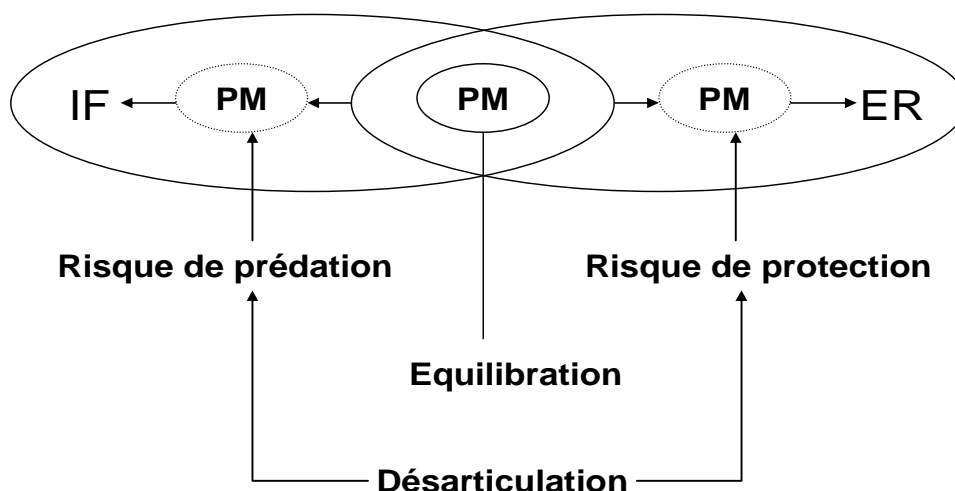 IF PM PM PM ER
Risque de prédation Risque de protection
Equilibration
Désarticulation